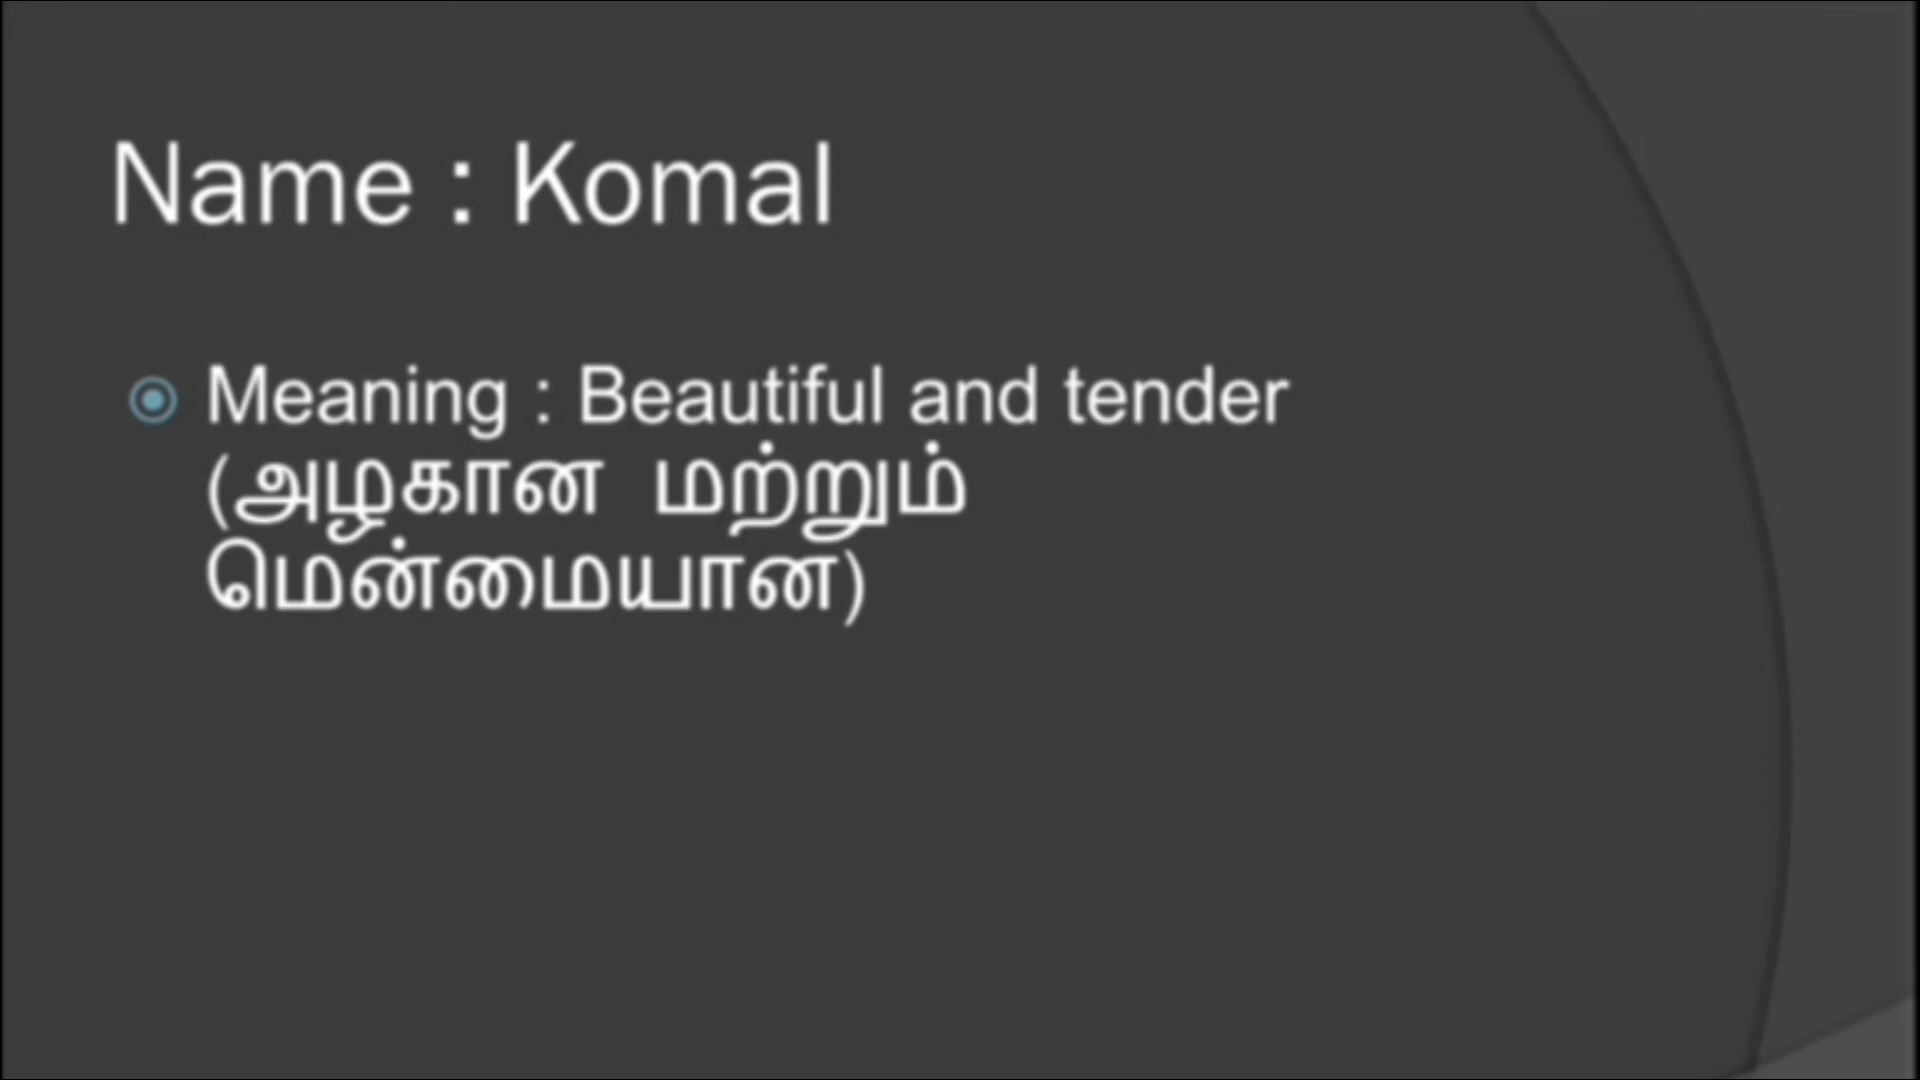 Name : Komal
Meaning : Beautiful and tender
(அழகான மற்றும்
மென்மையான)